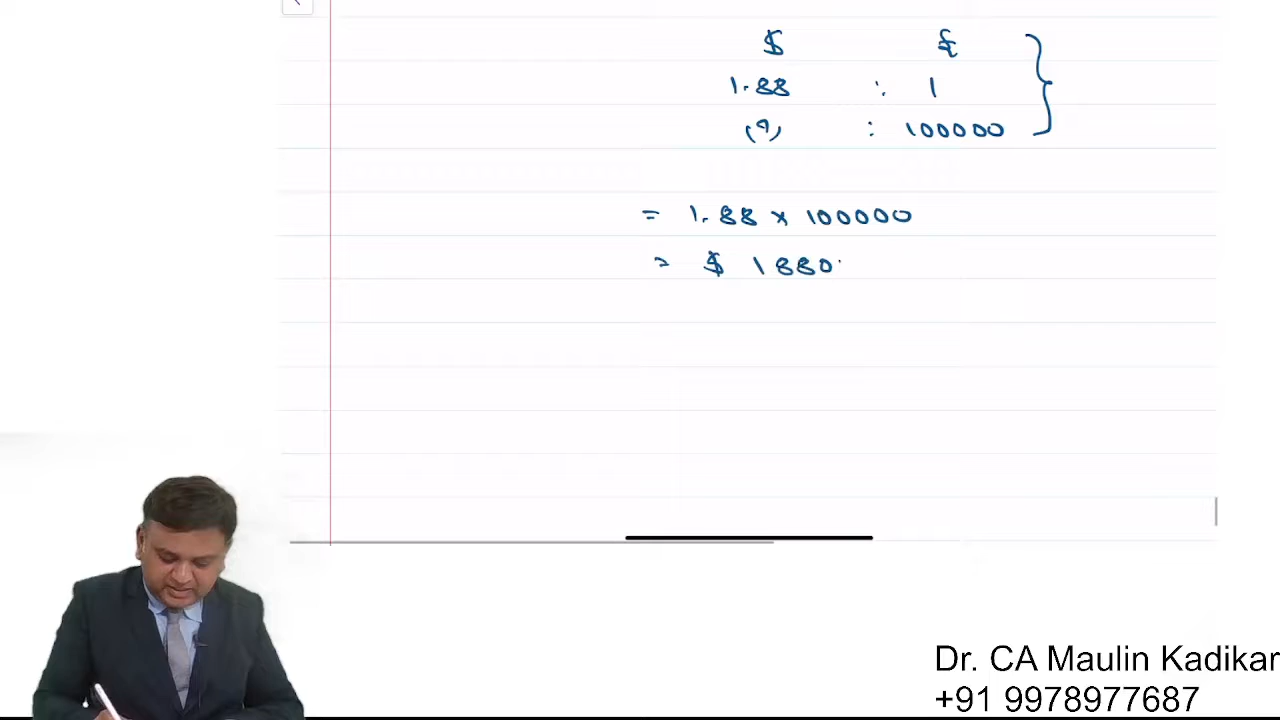 $ £
1.88 : 1
(?) : 100000
= 1.88 × 100000
= $ 1880
Dr. CA Maulin Kadikar
+91 9978977687